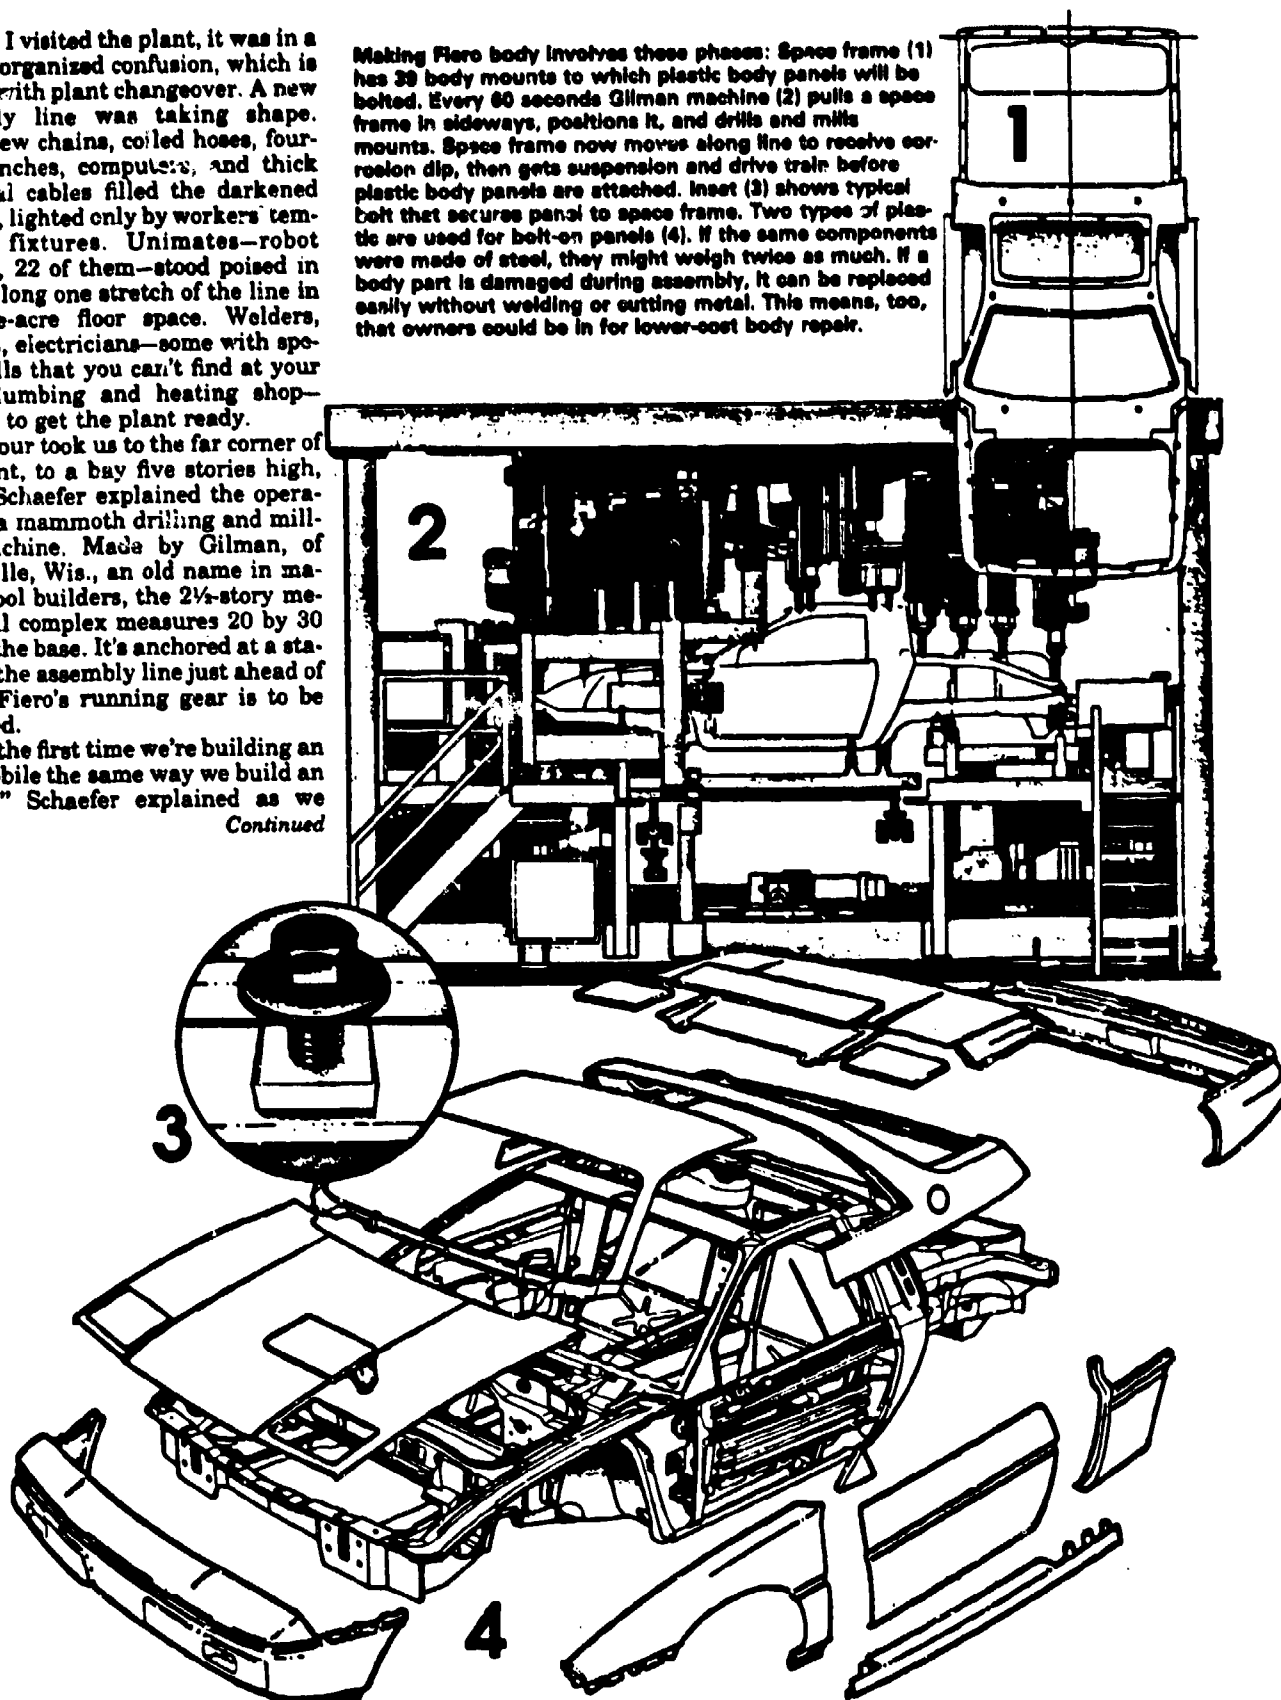 I visited the plant, it was in a
organized confusion, which is
with plant changeover. A new
ly line was taking shape.
ew chains, coiled hoses, four-
nches, computers, and thick
al cables filled the darkened
, lighted only by workers' tem-
fixtures. Unimates—robot
, 22 of them—stood poised in
long one stretch of the line in
e-acre floor space. Welders,
, electricians—some with spe-
lls that you can't find at your
lumbing and heating shop—
to get the plant ready.
our took us to the far corner of
nt, to a bay five stories high,
Schaefer explained the opera-
a mammoth drilling and mill-
achine. Made by Gilman, of
lle, Wis., an old name in ma-
ool builders, the 2½-story me-
al complex measures 20 by 30
the base. It's anchored at a sta-
the assembly line just ahead of
Fiero's running gear is to be
d.
the first time we're building an
bile the same way we build an
" Schaefer explained as we
Continued
Making Fiero body involves these phases: Space frame (1)
has 39 body mounts to which plastic body panels will be
bolted. Every 60 seconds Gilman machine (2) pulls a space
frame in sideways, positions it, and drills and mills
mounts. Space frame now moves along line to receive cor-
rosion dip, then gets suspension and drive train before
plastic body panels are attached. Inset (3) shows typical
bolt that secures panel to space frame. Two types of plas-
tic are used for bolt-on panels (4). If the same components
were made of steel, they might weigh twice as much. If a
body part is damaged during assembly, it can be replaced
easily without welding or cutting metal. This means, too,
that owners could be in for lower-cost body repair.
1
2
3
4